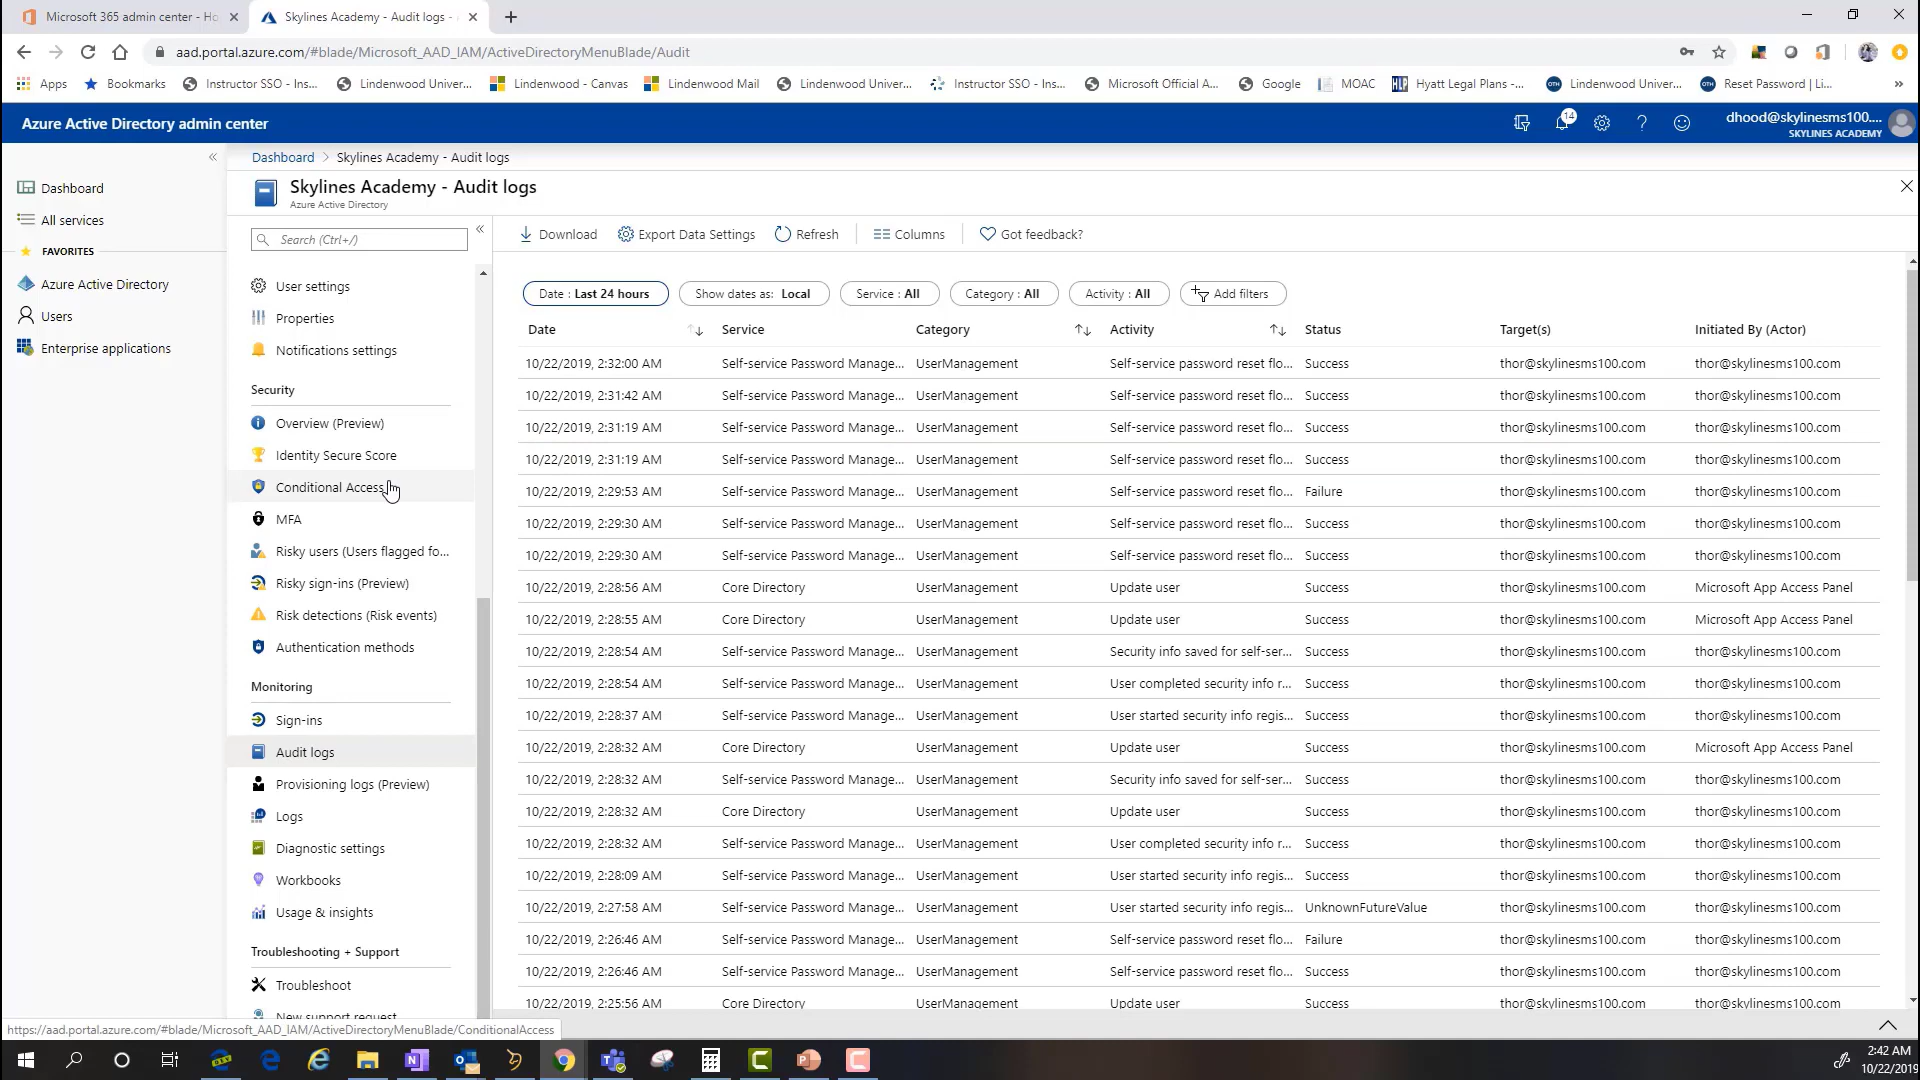 Microsoft 365 admin center - Ho
Skylines Academy - Audit logs -
aad.portal.azure.com/#blade/Microsoft_AAD_IAM/ActiveDirectoryMenuBlade/Audit
Apps Bookmarks Instructor SSO - Ins... Lindenwood Univer... Lindenwood - Canvas Lindenwood Mail Lindenwood Univer... Instructor SSO - Ins... Microsoft Official A... Google MOAC Hyatt Legal Plans -... Lindenwood Univer... Reset Password | Li... »
Azure Active Directory admin center
14
dhood@skylinesms100....
SKYLINES ACADEMY
Dashboard > Skylines Academy - Audit logs
Skylines Academy - Audit logs
Azure Active Directory
Dashboard
All services
FAVORITES
Azure Active Directory
Users
Enterprise applications
Search (Ctrl+/)
User settings
Properties
Notifications settings
Security
Overview (Preview)
Identity Secure Score
Conditional Access
MFA
Risky users (Users flagged fo...
Risky sign-ins (Preview)
Risk detections (Risk events)
Authentication methods
Monitoring
Sign-ins
Audit logs
Provisioning logs (Preview)
Logs
Diagnostic settings
Workbooks
Usage & insights
Troubleshooting + Support
Troubleshoot
New support request
Download Export Data Settings Refresh Columns Got feedback?
Date : Last 24 hours Show dates as: Local Service : All Category : All Activity : All Add filters
Date Service Category Activity Status Target(s) Initiated By (Actor)
10/22/2019, 2:32:00 AM Self-service Password Manage... UserManagement Self-service password reset flo... Success thor@skylinesms100.com thor@skylinesms100.com
10/22/2019, 2:31:42 AM Self-service Password Manage... UserManagement Self-service password reset flo... Success thor@skylinesms100.com thor@skylinesms100.com
10/22/2019, 2:31:19 AM Self-service Password Manage... UserManagement Self-service password reset flo... Success thor@skylinesms100.com thor@skylinesms100.com
10/22/2019, 2:31:19 AM Self-service Password Manage... UserManagement Self-service password reset flo... Success thor@skylinesms100.com thor@skylinesms100.com
10/22/2019, 2:29:53 AM Self-service Password Manage... UserManagement Self-service password reset flo... Failure thor@skylinesms100.com thor@skylinesms100.com
10/22/2019, 2:29:30 AM Self-service Password Manage... UserManagement Self-service password reset flo... Success thor@skylinesms100.com thor@skylinesms100.com
10/22/2019, 2:29:30 AM Self-service Password Manage... UserManagement Self-service password reset flo... Success thor@skylinesms100.com thor@skylinesms100.com
10/22/2019, 2:28:56 AM Core Directory UserManagement Update user Success thor@skylinesms100.com Microsoft App Access Panel
10/22/2019, 2:28:55 AM Core Directory UserManagement Update user Success thor@skylinesms100.com Microsoft App Access Panel
10/22/2019, 2:28:54 AM Self-service Password Manage... UserManagement Security info saved for self-ser... Success thor@skylinesms100.com thor@skylinesms100.com
10/22/2019, 2:28:54 AM Self-service Password Manage... UserManagement User completed security info r... Success thor@skylinesms100.com thor@skylinesms100.com
10/22/2019, 2:28:37 AM Self-service Password Manage... UserManagement User started security info regis... Success thor@skylinesms100.com thor@skylinesms100.com
10/22/2019, 2:28:32 AM Core Directory UserManagement Update user Success thor@skylinesms100.com Microsoft App Access Panel
10/22/2019, 2:28:32 AM Self-service Password Manage... UserManagement Security info saved for self-ser... Success thor@skylinesms100.com thor@skylinesms100.com
10/22/2019, 2:28:32 AM Core Directory UserManagement Update user Success thor@skylinesms100.com thor@skylinesms100.com
10/22/2019, 2:28:32 AM Self-service Password Manage... UserManagement User completed security info r... Success thor@skylinesms100.com thor@skylinesms100.com
10/22/2019, 2:28:09 AM Self-service Password Manage... UserManagement User started security info regis... Success thor@skylinesms100.com thor@skylinesms100.com
10/22/2019, 2:27:58 AM Self-service Password Manage... UserManagement User started security info regis... UnknownFutureValue thor@skylinesms100.com thor@skylinesms100.com
10/22/2019, 2:26:46 AM Self-service Password Manage... UserManagement Self-service password reset flo... Failure thor@skylinesms100.com thor@skylinesms100.com
10/22/2019, 2:26:46 AM Self-service Password Manage... UserManagement Self-service password reset flo... Success thor@skylinesms100.com thor@skylinesms100.com
10/22/2019, 2:25:56 AM Core Directory UserManagement Update user Success thor@skylinesms100.com thor@skylinesms100.com
https://aad.portal.azure.com/#blade/Microsoft_AAD_IAM/ActiveDirectoryMenuBlade/ConditionalAccess
2:42 AM
10/22/2019